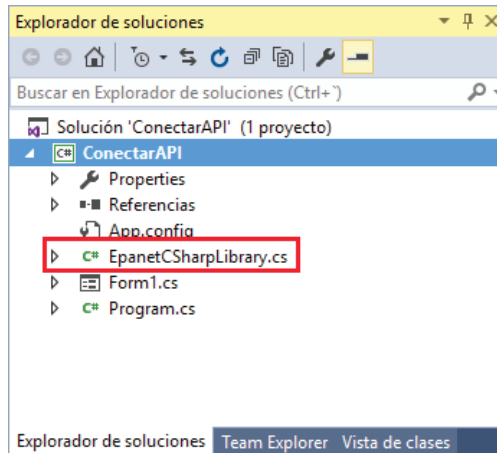 Explorador de soluciones
Buscar en Explorador de soluciones (Ctrl+`)
Solución 'ConectarAPI' (1 proyecto)
C# ConectarAPI
Properties
Referencias
App.config
C# EpanetCSharpLibrary.cs
Form1.cs
C# Program.cs
Explorador de soluciones Team Explorer Vista de clases